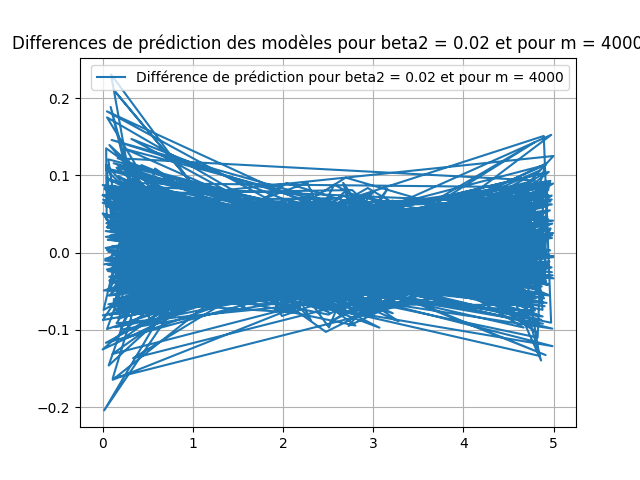 Differences de prédiction des modèles pour beta2 = 0.02 et pour m = 4000
Différence de prédiction pour beta2 = 0.02 et pour m = 4000
0.2
0.1
0.0
−0.1
−0.2
0 1 2 3 4 5